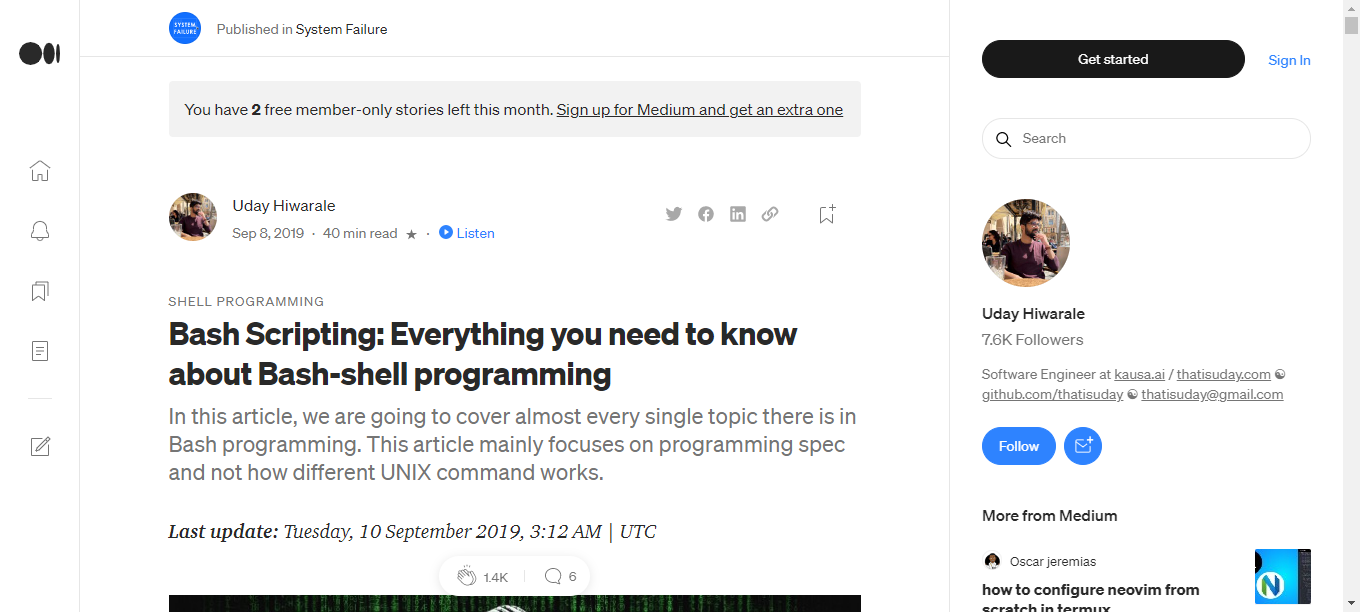 SYSTEM FAILURE
Published in System Failure
You have 2 free member-only stories left this month. Sign up for Medium and get an extra one
Uday Hiwarale
Sep 8, 2019 · 40 min read ★ · Listen
SHELL PROGRAMMING
Bash Scripting: Everything you need to know
about Bash-shell programming
In this article, we are going to cover almost every single topic there is in
Bash programming. This article mainly focuses on programming spec
and not how different UNIX command works.
Last update: Tuesday, 10 September 2019, 3:12 AM | UTC
1.4K 6
Get started Sign In
Search
Uday Hiwarale
7.6K Followers
Software Engineer at kausa.ai / thatisuday.com ☯
github.com/thatisuday ☯ thatisuday@gmail.com
Follow
More from Medium
Oscar jeremias
how to configure neovim from
scratch in termux